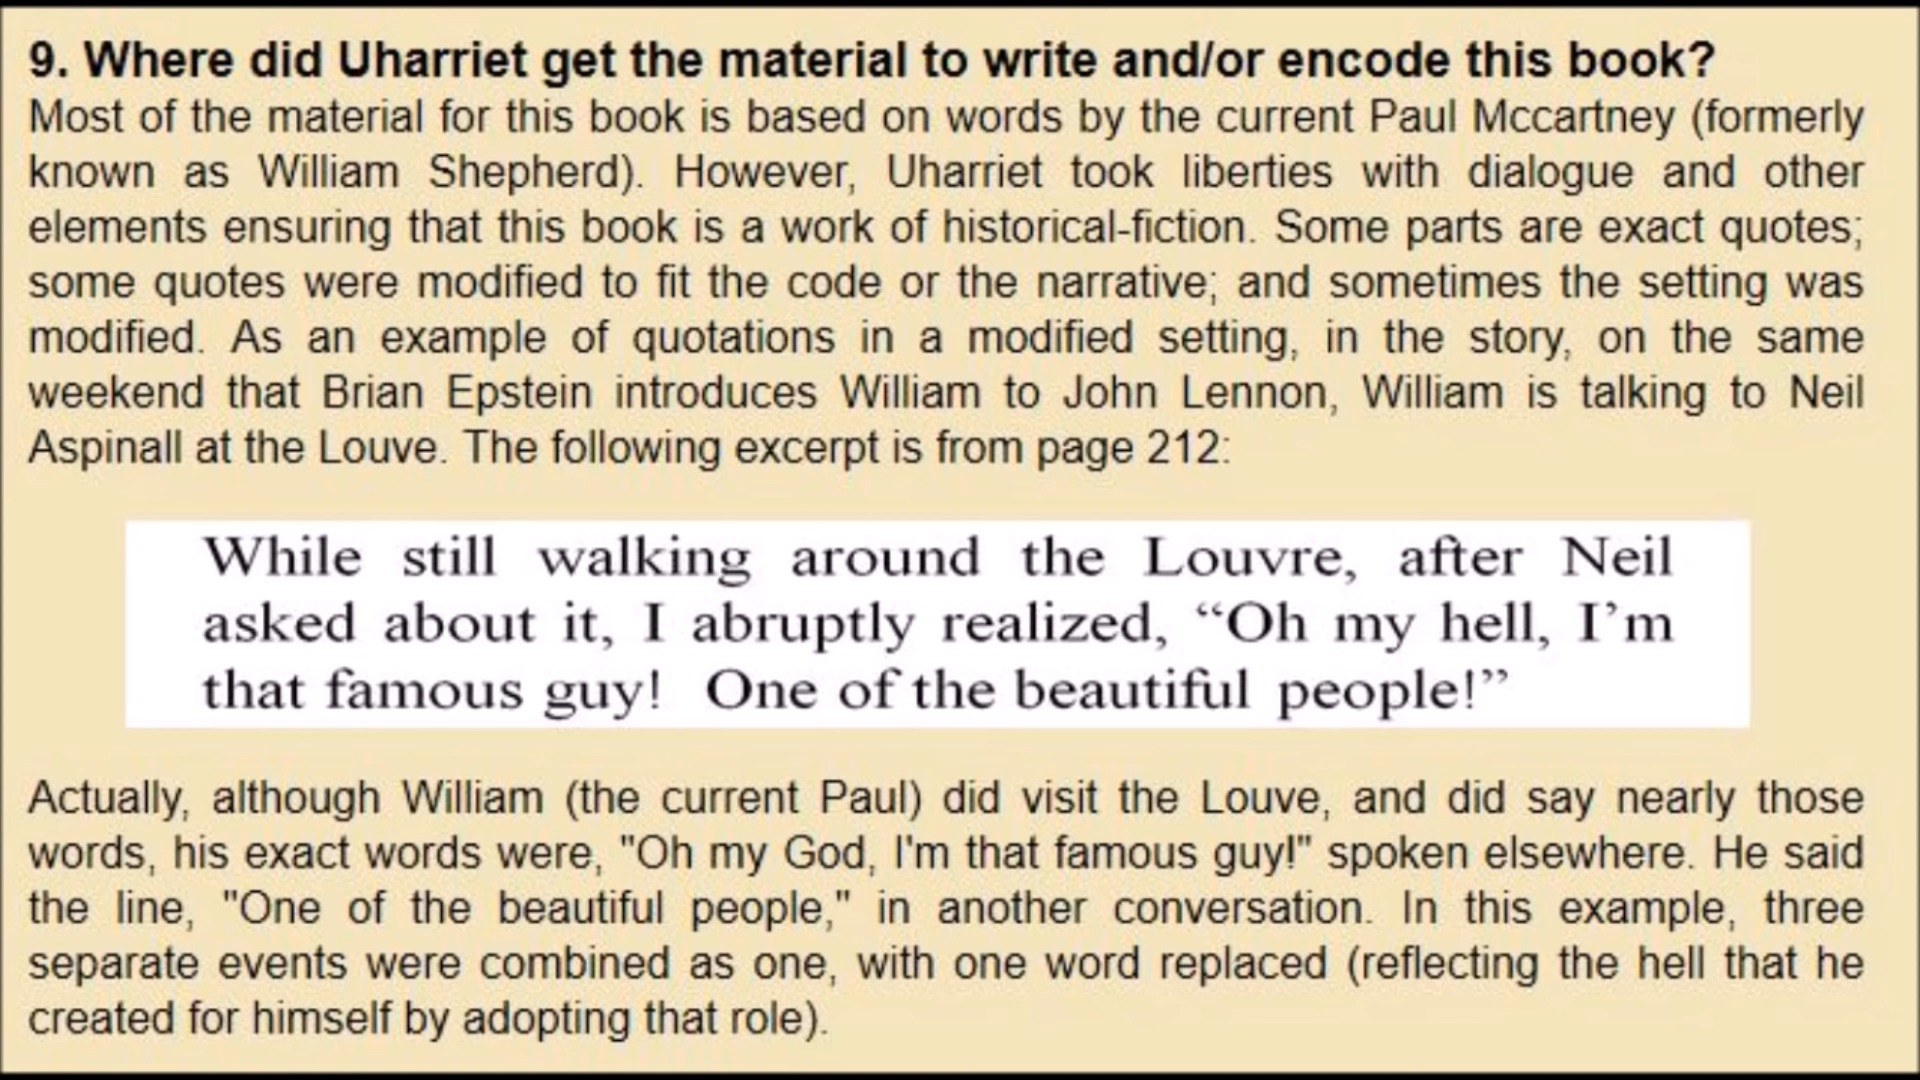 9. Where did Uharriet get the material to write and/or encode this book?
Most of the material for this book is based on words by the current Paul Mccartney (formerly
known as William Shepherd). However, Uharriet took liberties with dialogue and other
elements ensuring that this book is a work of historical-fiction. Some parts are exact quotes;
some quotes were modified to fit the code or the narrative; and sometimes the setting was
modified. As an example of quotations in a modified setting, in the story, on the same
weekend that Brian Epstein introduces William to John Lennon, William is talking to Neil
Aspinall at the Louve. The following excerpt is from page 212:
While still walking around the Louvre, after Neil
asked about it, I abruptly realized, “Oh my hell, I’m
that famous guy! One of the beautiful people!”
Actually, although William (the current Paul) did visit the Louve, and did say nearly those
words, his exact words were, "Oh my God, I'm that famous guy!" spoken elsewhere. He said
the line, "One of the beautiful people," in another conversation. In this example, three
separate events were combined as one, with one word replaced (reflecting the hell that he
created for himself by adopting that role).